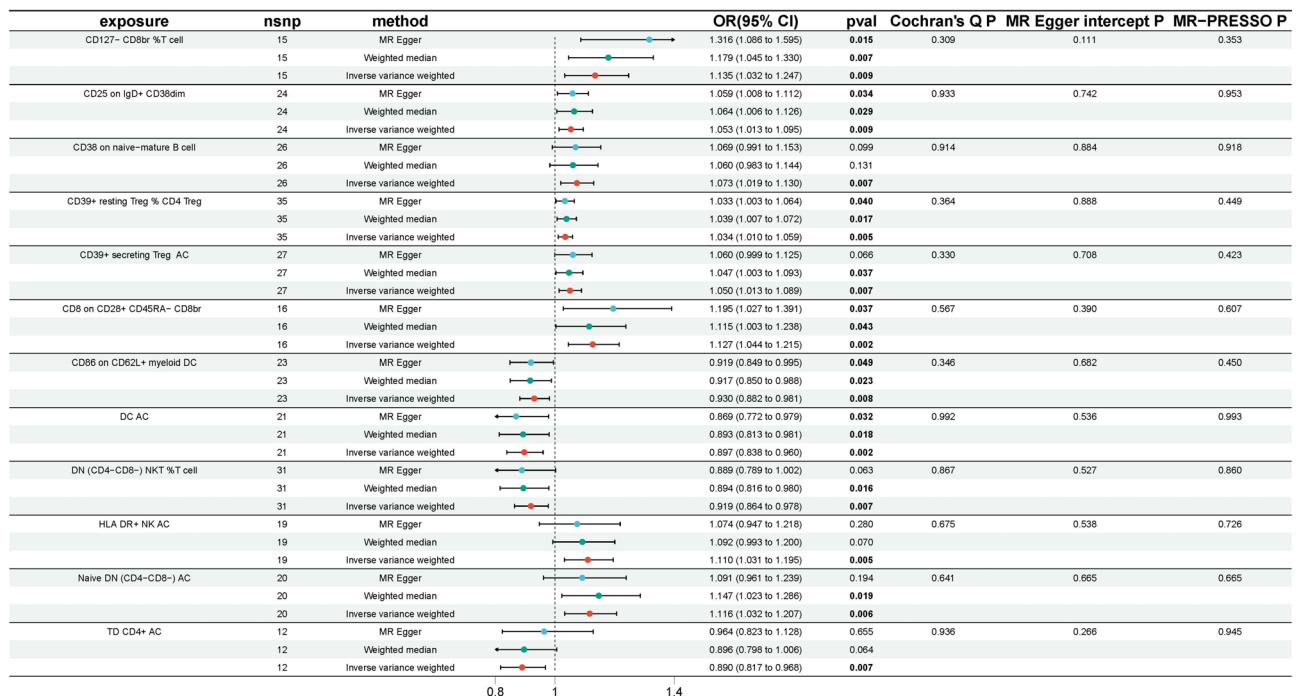 exposure nsnp method OR(95% CI) pval Cochran's Q P MR Egger intercept P MR−PRESSO P
CD127− CD8br %T cell 15 MR Egger 1.316 (1.086 to 1.595) 0.015 0.309 0.111 0.353
15 Weighted median 1.179 (1.045 to 1.330) 0.007
15 Inverse variance weighted 1.135 (1.032 to 1.247) 0.009
CD25 on IgD+ CD38dim 24 MR Egger 1.059 (1.008 to 1.112) 0.034 0.933 0.742 0.953
24 Weighted median 1.064 (1.006 to 1.126) 0.029
24 Inverse variance weighted 1.053 (1.013 to 1.095) 0.009
CD38 on naive−mature B cell 26 MR Egger 1.069 (0.991 to 1.153) 0.099 0.914 0.884 0.918
26 Weighted median 1.060 (0.983 to 1.144) 0.131
26 Inverse variance weighted 1.073 (1.019 to 1.130) 0.007
CD39+ resting Treg % CD4 Treg 35 MR Egger 1.033 (1.003 to 1.064) 0.040 0.364 0.888 0.449
35 Weighted median 1.039 (1.007 to 1.072) 0.017
35 Inverse variance weighted 1.034 (1.010 to 1.059) 0.005
CD39+ secreting Treg AC 27 MR Egger 1.060 (0.999 to 1.125) 0.066 0.330 0.708 0.423
27 Weighted median 1.047 (1.003 to 1.093) 0.037
27 Inverse variance weighted 1.050 (1.013 to 1.089) 0.007
CD8 on CD28+ CD45RA− CD8br 16 MR Egger 1.195 (1.027 to 1.391) 0.037 0.567 0.390 0.607
16 Weighted median 1.115 (1.003 to 1.238) 0.043
16 Inverse variance weighted 1.127 (1.044 to 1.215) 0.002
CD86 on CD62L+ myeloid DC 23 MR Egger 0.919 (0.849 to 0.995) 0.049 0.346 0.682 0.450
23 Weighted median 0.917 (0.850 to 0.988) 0.023
23 Inverse variance weighted 0.930 (0.882 to 0.981) 0.008
DC AC 21 MR Egger 0.869 (0.772 to 0.979) 0.032 0.992 0.536 0.993
21 Weighted median 0.893 (0.813 to 0.981) 0.018
21 Inverse variance weighted 0.897 (0.838 to 0.960) 0.002
DN (CD4−CD8−) NKT %T cell 31 MR Egger 0.889 (0.789 to 1.002) 0.063 0.867 0.527 0.860
31 Weighted median 0.894 (0.816 to 0.980) 0.016
31 Inverse variance weighted 0.919 (0.864 to 0.978) 0.007
HLA DR+ NK AC 19 MR Egger 1.074 (0.947 to 1.218) 0.280 0.675 0.538 0.726
19 Weighted median 1.092 (0.993 to 1.200) 0.070
19 Inverse variance weighted 1.110 (1.031 to 1.195) 0.005
Naive DN (CD4−CD8−) AC 20 MR Egger 1.091 (0.961 to 1.239) 0.194 0.641 0.665 0.665
20 Weighted median 1.147 (1.023 to 1.286) 0.019
20 Inverse variance weighted 1.116 (1.032 to 1.207) 0.006
TD CD4+ AC 12 MR Egger 0.964 (0.823 to 1.128) 0.655 0.936 0.266 0.945
12 Weighted median 0.896 (0.798 to 1.006) 0.064
12 Inverse variance weighted 0.890 (0.817 to 0.968) 0.007
0.8 1 1.4